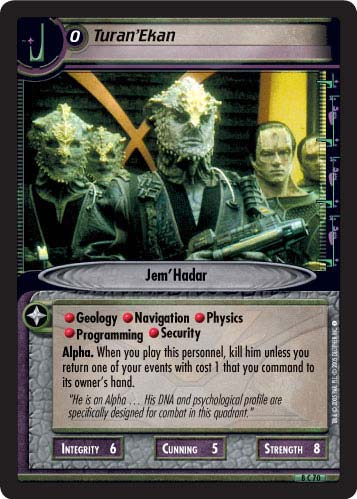 0 Turan'Ekan
Jem'Hadar
Geology Navigation Physics
Programming Security
Alpha. When you play this personnel, kill him unless you
return one of your events with cost 1 that you command to
its owner's hand.
"He is an Alpha ... His DNA and psychological profile are
specifically designed for combat in this quadrant."
INTEGRITY 6 CUNNING 5 STRENGTH 8
8 C 70